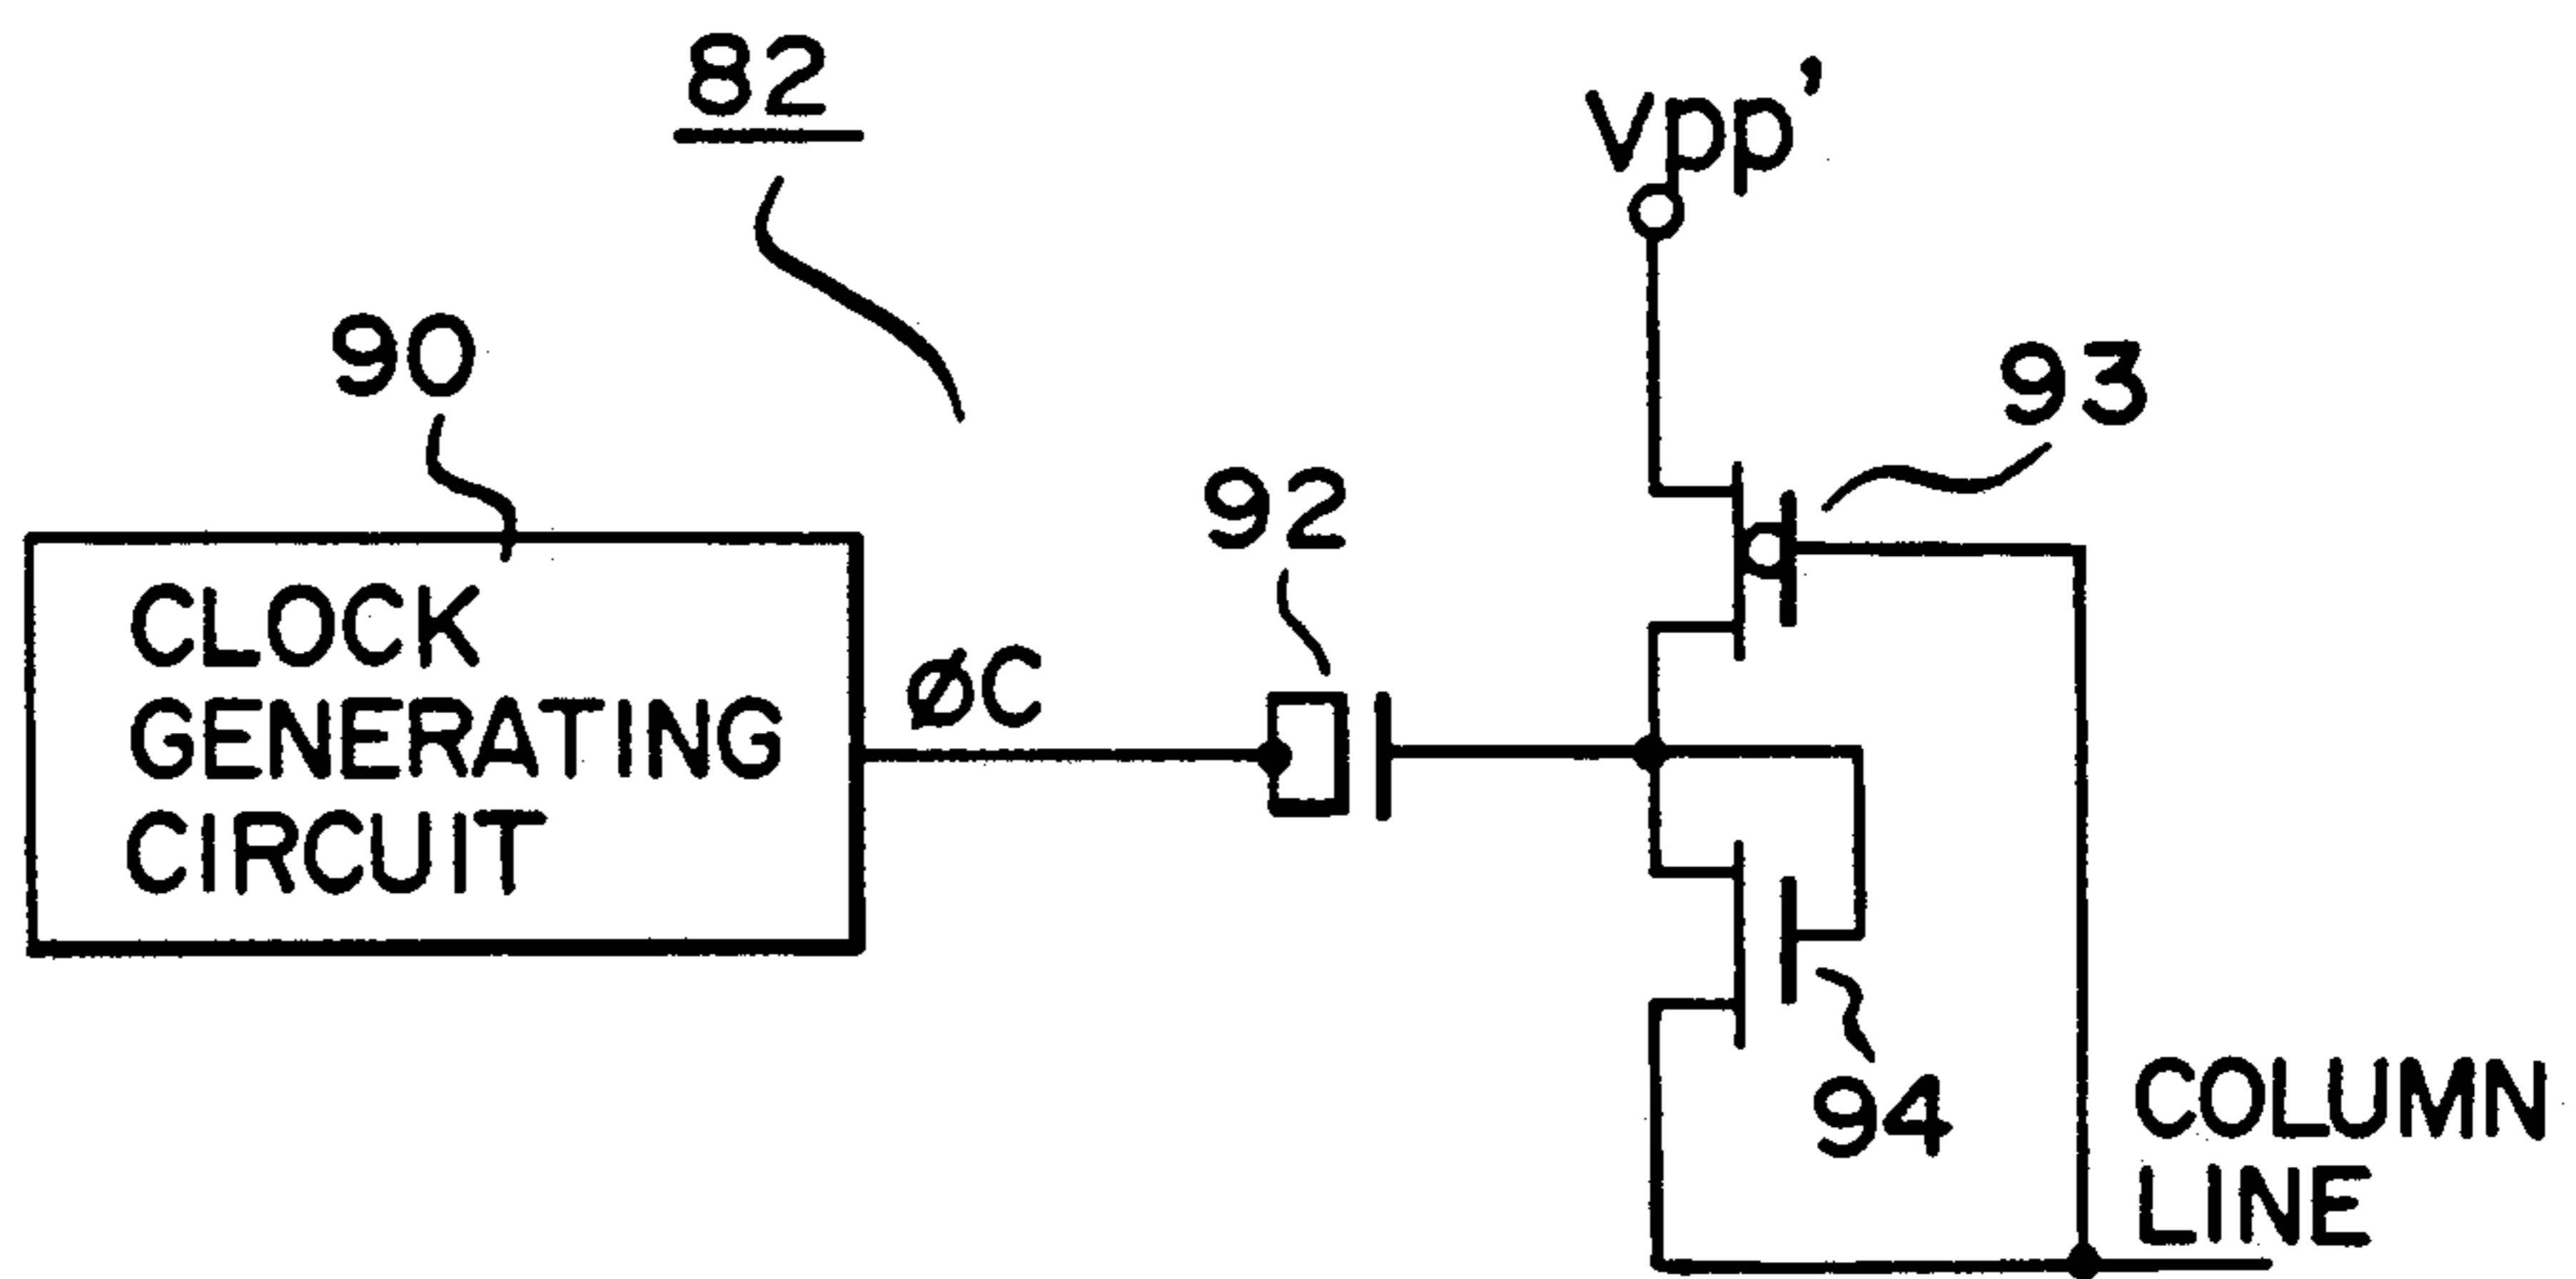 82
Vpp'
90
93
92
CLOCK
GENERATING
CIRCUIT
øC
94
COLUMN
LINE